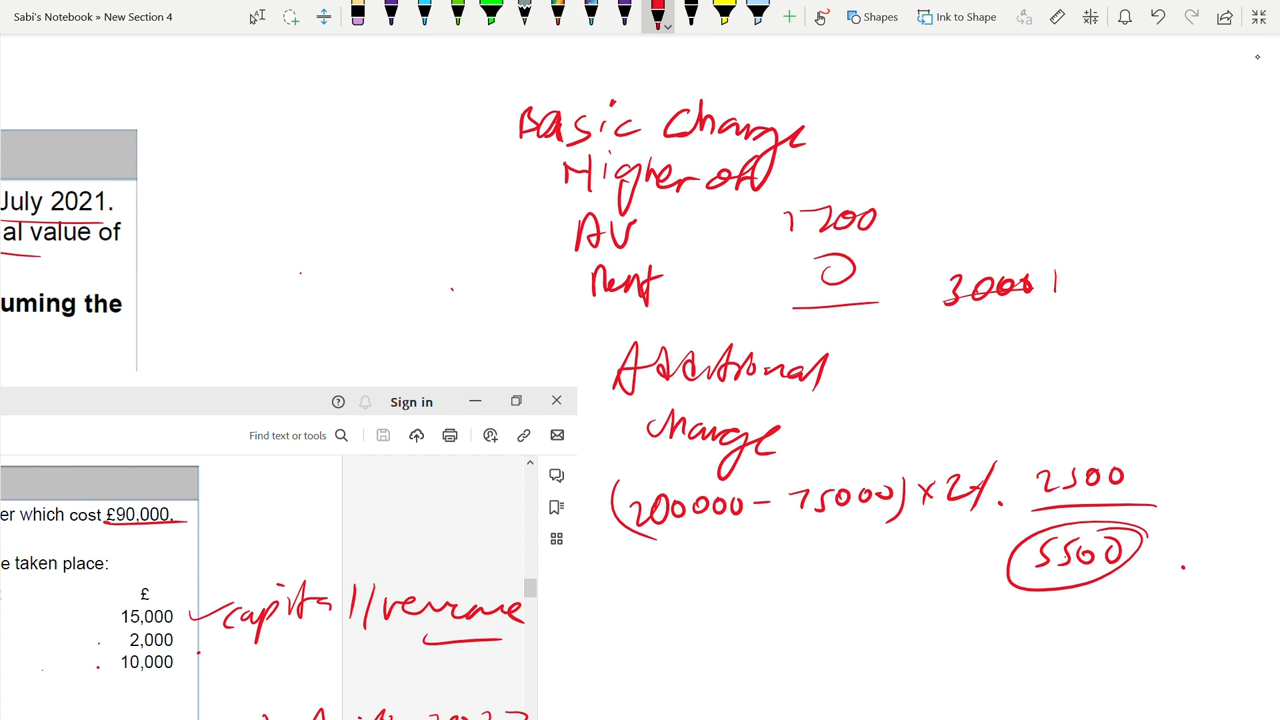 Sabi's Notebook » New Section 4
Shapes
Ink to Shape
Basic Charge
Higher of
July 2021.
al value of
AV
Rent 0
uming the
Additional
charge
Sign in
Find text or tools
(200000 - 75000) × 2%. 2500
5500
er which cost £90,000.
e taken place:
£
15,000
2,000
10,000
capital/revenue